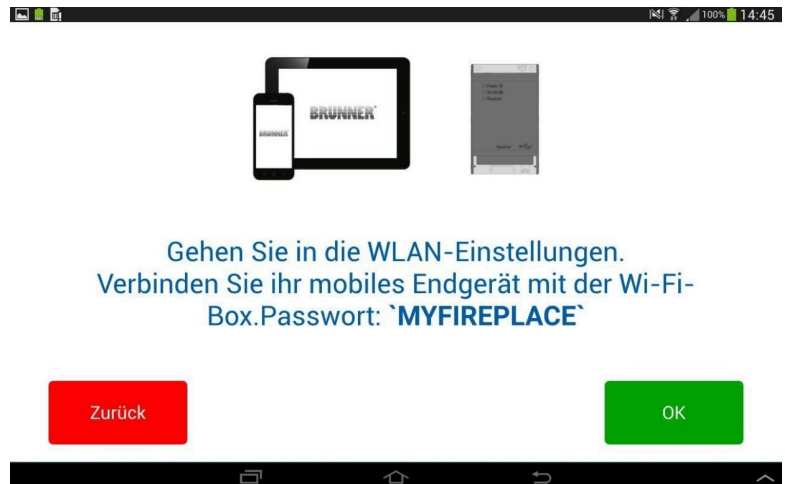 100% 14:45
BRUNNER
BRUNNER
Gehen Sie in die WLAN-Einstellungen.
Verbinden Sie ihr mobiles Endgerät mit der Wi-Fi-
Box.Passwort: `MYFIREPLACE`
Zurück
OK